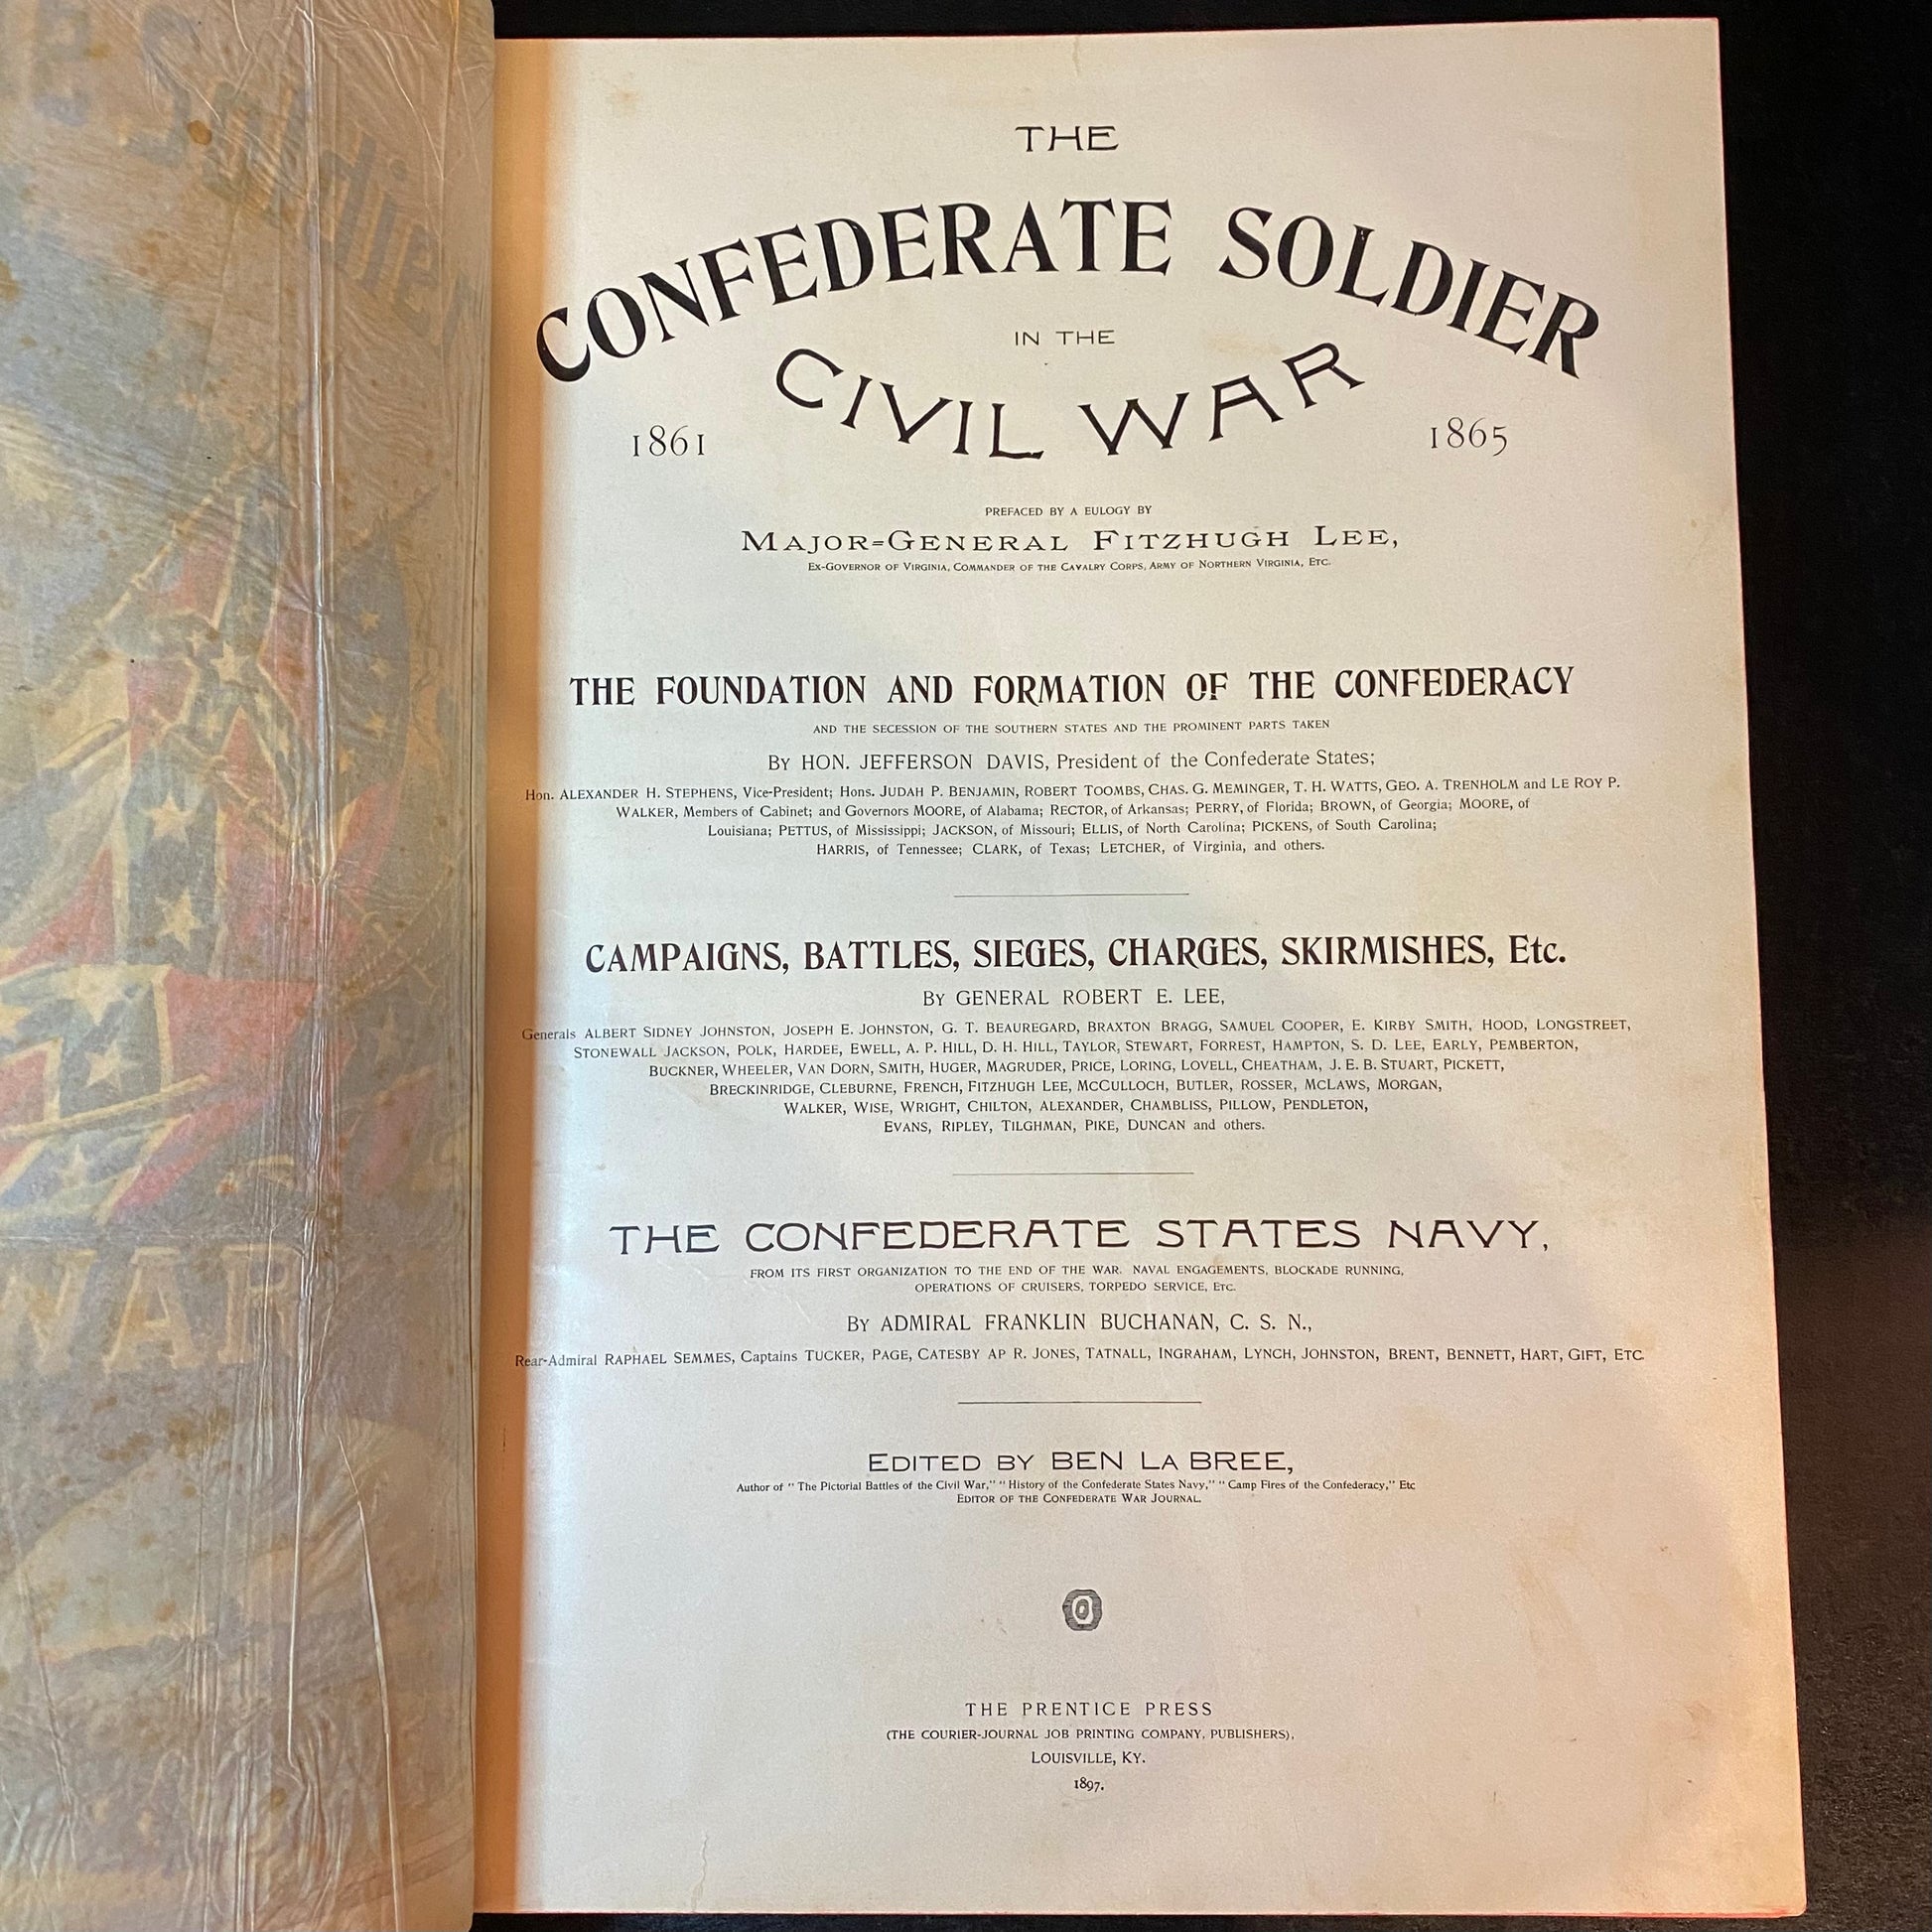 THE
CONFEDERATE SOLDIER
IN THE
CIVIL WAR
1861 1865
PREFACED BY A EULOGY BY
MAJOR=GENERAL FITZHUGH LEE,
EX-GOVERNOR OF VIRGINIA, COMMANDER OF THE CAVALRY CORPS, ARMY OF NORTHERN VIRGINIA, ETC.
THE FOUNDATION AND FORMATION OF THE CONFEDERACY
AND THE SECESSION OF THE SOUTHERN STATES AND THE PROMINENT PARTS TAKEN
BY HON. JEFFERSON DAVIS, President of the Confederate States;
Hon. ALEXANDER H. STEPHENS, Vice-President; Hons. JUDAH P. BENJAMIN, ROBERT TOOMBS, CHAS. G. MEMINGER, T. H. WATTS, GEO. A. TRENHOLM and LE ROY P.
WALKER, Members of Cabinet; and Governors MOORE, of Alabama; RECTOR, of Arkansas; PERRY, of Florida; BROWN, of Georgia; MOORE, of
Louisiana; PETTUS, of Mississippi; JACKSON, of Missouri; ELLIS, of North Carolina; PICKENS, of South Carolina;
HARRIS, of Tennessee; CLARK, of Texas; LETCHER, of Virginia, and others.
CAMPAIGNS, BATTLES, SIEGES, CHARGES, SKIRMISHES, Etc.
BY GENERAL ROBERT E. LEE,
Generals ALBERT SIDNEY JOHNSTON, JOSEPH E. JOHNSTON, G. T. BEAUREGARD, BRAXTON BRAGG, SAMUEL COOPER, E. KIRBY SMITH, HOOD, LONGSTREET,
STONEWALL JACKSON, POLK, HARDEE, EWELL, A. P. HILL, D. H. HILL, TAYLOR, STEWART, FORREST, HAMPTON, S. D. LEE, EARLY, PEMBERTON,
BUCKNER, WHEELER, VAN DORN, SMITH, HUGER, MAGRUDER, PRICE, LORING, LOVELL, CHEATHAM, J. E. B. STUART, PICKETT,
BRECKINRIDGE, CLEBURNE, FRENCH, FITZHUGH LEE, MCCULLOCH, BUTLER, ROSSER, MCLAWS, MORGAN,
WALKER, WISE, WRIGHT, CHILTON, ALEXANDER, CHAMBLISS, PILLOW, PENDLETON,
EVANS, RIPLEY, TILGHMAN, PIKE, DUNCAN and others.
THE CONFEDERATE STATES NAVY,
FROM ITS FIRST ORGANIZATION TO THE END OF THE WAR. NAVAL ENGAGEMENTS, BLOCKADE RUNNING,
OPERATIONS OF CRUISERS, TORPEDO SERVICE, ETC.
BY ADMIRAL FRANKLIN BUCHANAN, C. S. N.,
Rear-Admiral RAPHAEL SEMMES, Captains TUCKER, PAGE, CATESBY AP R. JONES, TATNALL, INGRAHAM, LYNCH, JOHNSTON, BRENT, BENNETT, HART, GIFT, ETC.
EDITED BY BEN LA BREE,
Author of "The Pictorial Battles of the Civil War," "History of the Confederate States Navy," "Camp Fires of the Confederacy," Etc
EDITOR OF THE CONFEDERATE WAR JOURNAL.
THE PRENTICE PRESS
(THE COURIER-JOURNAL JOB PRINTING COMPANY, PUBLISHERS),
LOUISVILLE, KY.
1897.
Soldier
WAR